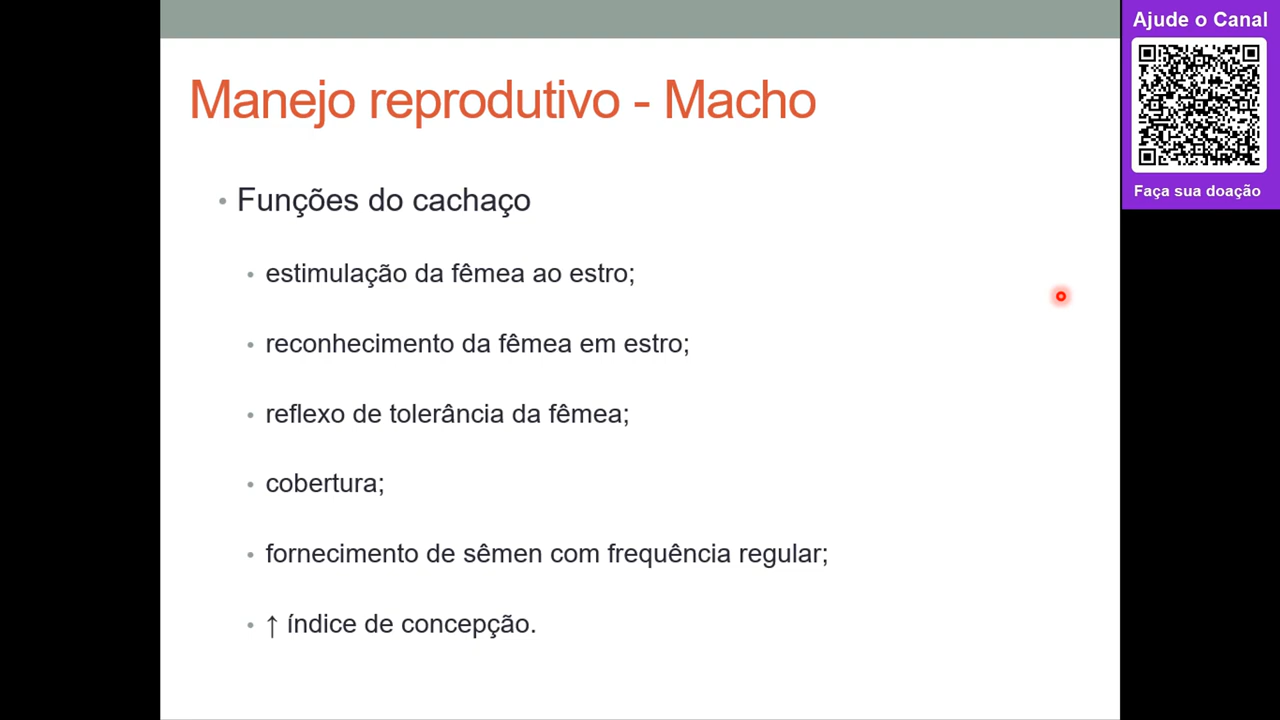 Ajude o Canal
Manejo reprodutivo - Macho
Faça sua doação
• Funções do cachaço
• estimulação da fêmea ao estro;
• reconhecimento da fêmea em estro;
• reflexo de tolerância da fêmea;
• cobertura;
• fornecimento de sêmen com frequência regular;
• ↑ índice de concepção.